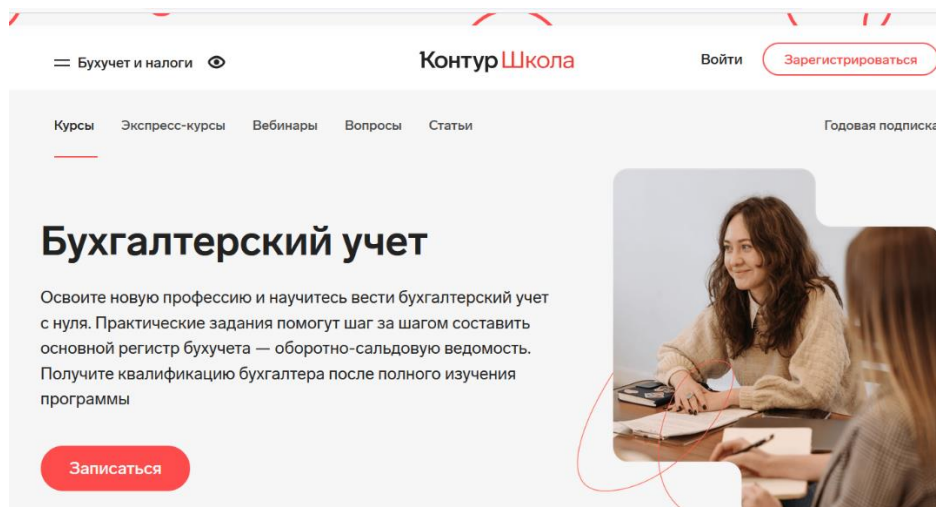 Бухучет и налоги
Контур Школа
Войти
Зарегистрироваться
Курсы
Экспресс-курсы
Вебинары
Вопросы
Статьи
Годовая подписка
Бухгалтерский учет
Освоите новую профессию и научитесь вести бухгалтерский учет
с нуля. Практические задания помогут шаг за шагом составить
основной регистр бухучета — оборотно-сальдовую ведомость.
Получите квалификацию бухгалтера после полного изучения
программы
Записаться